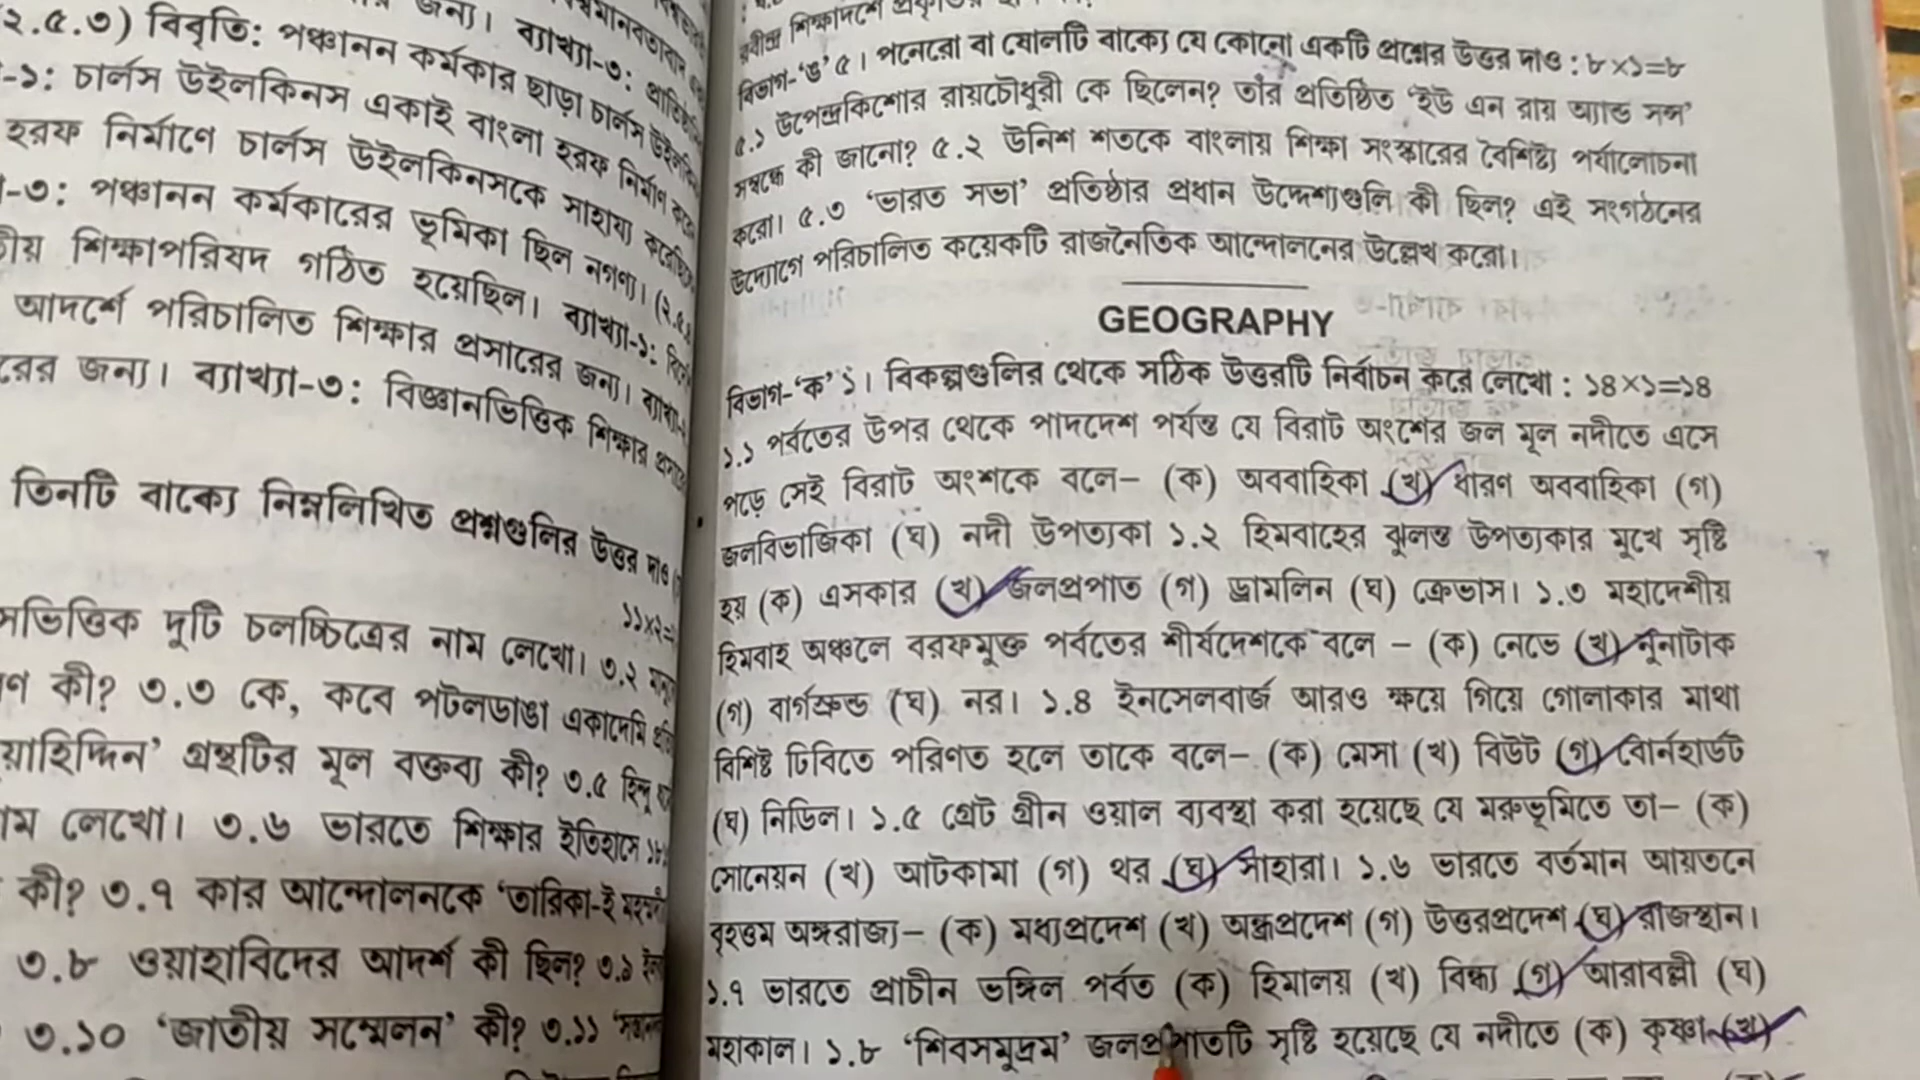 ২.৫.৩) বিবৃতি: পঞ্চানন কর্মকার ছাড়া চার্লস
জন্য। ব্যাখ্যা-৩:
-১: চার্লস উইলকিনস একাই বাংলা হরফ নির্মাণ
হরফ নির্মাণে চার্লস উইলকিনসকে সাহায্য
-৩: পঞ্চানন কর্মকারের ভূমিকা ছিল নগণ্য।
শিক্ষাপরিষদ গঠিত হয়েছিল। ব্যাখ্যা-১:
আদর্শে পরিচালিত শিক্ষার প্রসারের জন্য।
জন্য। ব্যাখ্যা-৩: বিজ্ঞানভিত্তিক শিক্ষার
তিনটি বাক্যে নিম্নলিখিত প্রশ্নগুলির উত্তর দাও
দুটি চলচ্চিত্রের নাম লেখো। ৩.২
কী? ৩.৩ কে, কবে পটলডাঙা একাদেমি
গ্রন্থটির মূল বক্তব্য কী? ৩.৫ হিন্দু
লেখো। ৩.৬ ভারতে শিক্ষার ইতিহাসে
কী? ৩.৭ কার আন্দোলনকে ‘তারিকা-ই
৩.৮ ওয়াহাবিদের আদর্শ কী ছিল? ৩.৯
৩.১০ ‘জাতীয় সম্মেলন’ কী? ৩.১১
বিভাগ-‘ঙ’ ৫। পনেরো বা ষোলটি বাক্যে যে কোনো একটি প্রশ্নের উত্তর দাও : ৮×১=৮
৫.১ উপেন্দ্রকিশোর রায়চৌধুরী কে ছিলেন? তাঁর প্রতিষ্ঠিত ‘ইউ এন রায় অ্যান্ড সন্স’
সম্বন্ধে কী জানো? ৫.২ উনিশ শতকে বাংলায় শিক্ষা সংস্কারের বৈশিষ্ট্য পর্যালোচনা
করো। ৫.৩ ‘ভারত সভা’ প্রতিষ্ঠার প্রধান উদ্দেশ্যগুলি কী ছিল? এই সংগঠনের
উদ্যোগে পরিচালিত কয়েকটি রাজনৈতিক আন্দোলনের উল্লেখ করো।
GEOGRAPHY
বিভাগ-‘ক’ ১। বিকল্পগুলির থেকে সঠিক উত্তরটি নির্বাচন করে লেখো : ১৪×১=১৪
১.১ পর্বতের উপর থেকে পাদদেশ পর্যন্ত যে বিরাট অংশের জল মূল নদীতে এসে
পড়ে সেই বিরাট অংশকে বলে– (ক) অববাহিকা (খ) ধারণ অববাহিকা (গ)
জলবিভাজিকা (ঘ) নদী উপত্যকা ১.২ হিমবাহের ঝুলন্ত উপত্যকার মুখে সৃষ্টি
হয় (ক) এসকার (খ) জলপ্রপাত (গ) ড্রামলিন (ঘ) ক্রেভাস। ১.৩ মহাদেশীয়
হিমবাহ অঞ্চলে বরফমুক্ত পর্বতের শীর্ষদেশকে বলে – (ক) নেভে (খ) নুনাটাক
(গ) বার্গস্রুন্ড (ঘ) নর। ১.৪ ইনসেলবার্জ আরও ক্ষয়ে গিয়ে গোলাকার মাথা
বিশিষ্ট ঢিবিতে পরিণত হলে তাকে বলে– (ক) মেসা (খ) বিউট (গ) বোর্নহার্ডট
(ঘ) নিডিল। ১.৫ গ্রেট গ্রীন ওয়াল ব্যবস্থা করা হয়েছে যে মরুভূমিতে তা– (ক)
সোনেয়ন (খ) আটকামা (গ) থর (ঘ) সাহারা। ১.৬ ভারতে বর্তমান আয়তনে
বৃহত্তম অঙ্গরাজ্য– (ক) মধ্যপ্রদেশ (খ) অন্ধ্রপ্রদেশ (গ) উত্তরপ্রদেশ (ঘ) রাজস্থান।
১.৭ ভারতে প্রাচীন ভঙ্গিল পর্বত (ক) হিমালয় (খ) বিন্ধ্য (গ) আরাবল্লী (ঘ)
মহাকাল। ১.৮ ‘শিবসমুদ্রম’ জলপ্রপাতটি সৃষ্টি হয়েছে যে নদীতে (ক) কৃষ্ণা (খ)